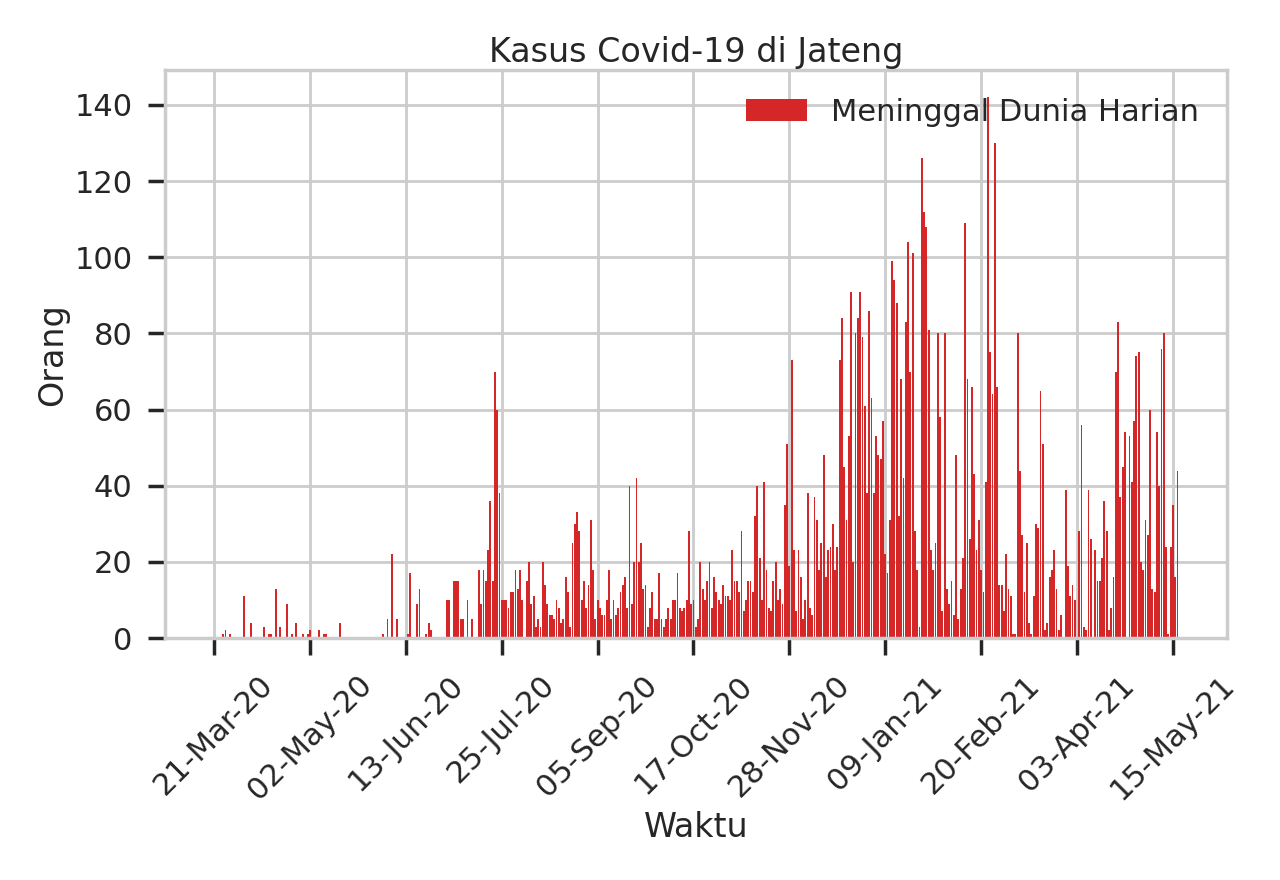 Kasus Covid-19 di Jateng
Meninggal Dunia Harian
140
120
100
80
60
40
20
0
Orang
21-Mar-20
02-May-20
13-Jun-20
25-Jul-20
05-Sep-20
17-Oct-20
28-Nov-20
09-Jan-21
20-Feb-21
03-Apr-21
15-May-21
Waktu